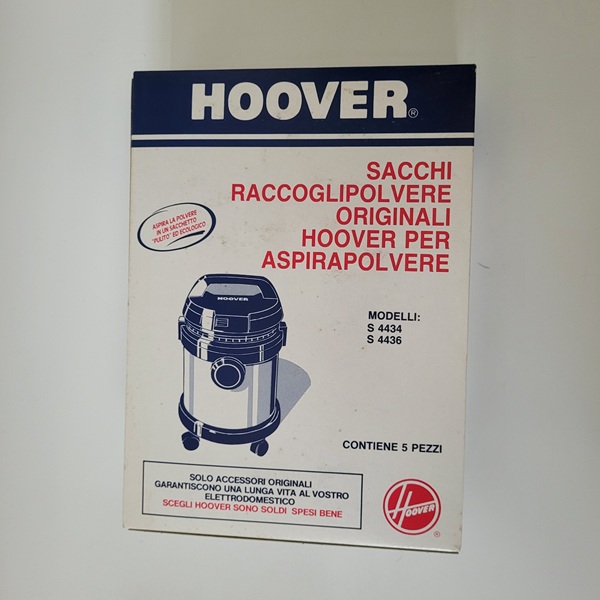 HOOVER®
SACCHI
RACCOGLIPOLVERE
ORIGINALI
HOOVER PER
ASPIRAPOLVERE
ASPIRA LA POLVERE
IN UN SACCHETTO
"PULITO" ED ECOLOGICO
HOOVER
MODELLI:
S 4434
S 4436
CONTIENE 5 PEZZI
SOLO ACCESSORI ORIGINALI
GARANTISCONO UNA LUNGA VITA AL VOSTRO
ELETTRODOMESTICO
SCEGLI HOOVER SONO SOLDI SPESI BENE
HOOVER
®